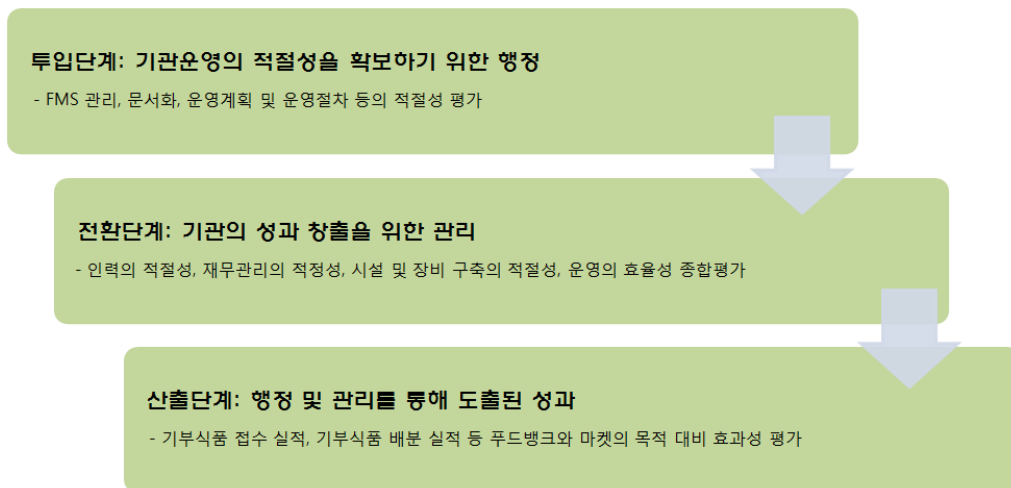 투입단계: 기관운영의 적절성을 확보하기 위한 행정
- FMS 관리, 문서화, 운영계획 및 운영절차 등의 적절성 평가
전환단계: 기관의 성과 창출을 위한 관리
- 인력의 적절성, 재무관리의 적정성, 시설 및 장비 구축의 적절성, 운영의 효율성 종합평가
산출단계: 행정 및 관리를 통해 도출된 성과
- 기부식품 접수 실적, 기부식품 배분 실적 등 푸드뱅크와 마켓의 목적 대비 효과성 평가